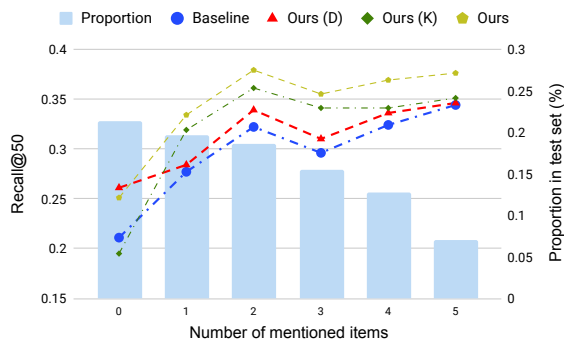 Proportion Baseline Ours (D) Ours (K) Ours
0.4 0.3
0.35 0.25
0.3 0.2
0.15
0.25 0.1
0.2 0.05
0.15 0
Recall@50
Proportion in test set (%)
0 1 2 3 4 5
Number of mentioned items